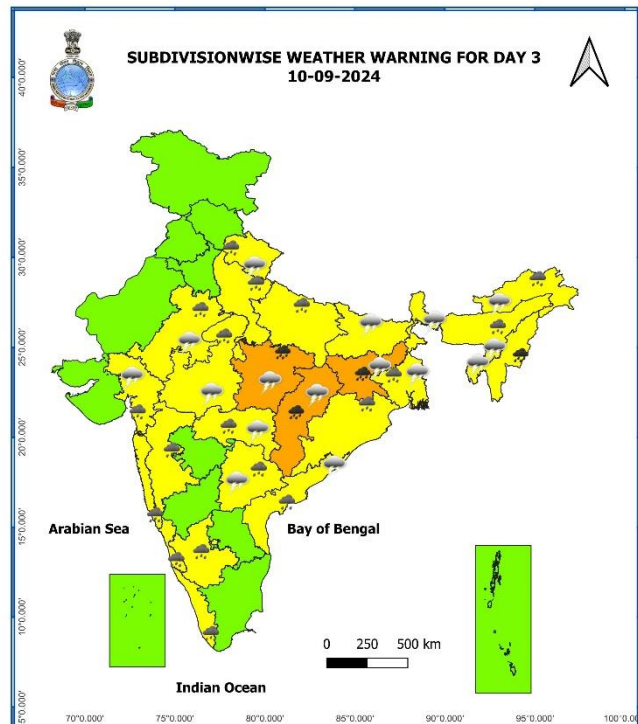 SUBDIVISIONWISE WEATHER WARNING FOR DAY 3
10-09-2024
40°0.000'
35°0.000'
30°0.000'
25°0.000'
20°0.000'
15°0.000'
10°0.000'
5°0.000'
Arabian Sea
Bay of Bengal
0 250 500 km
Indian Ocean
70°0.000' 75°0.000' 80°0.000' 85°0.000' 90°0.000' 95°0.000' 100°0.0